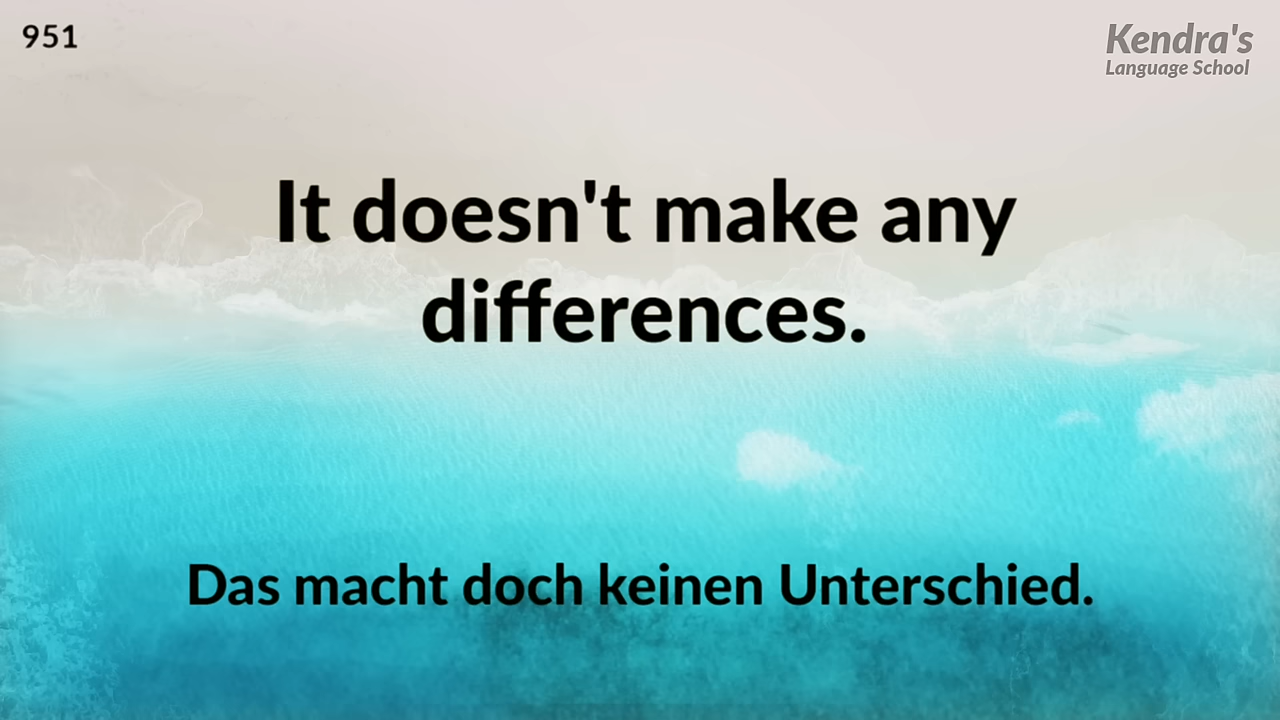 951
Kendra's
Language School
It doesn't make any
differences.
Das macht doch keinen Unterschied.